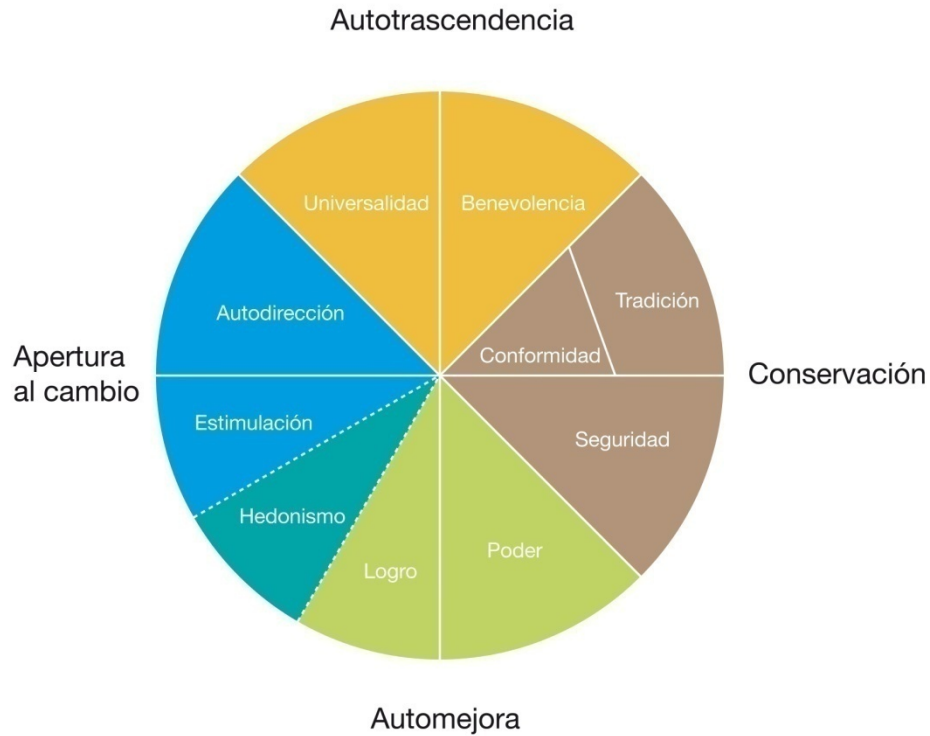 Autotrascendencia
Universalidad
Benevolencia
Tradición
Autodirección
Conformidad
Apertura
al cambio
Conservación
Estimulación
Seguridad
Hedonismo
Poder
Logro
Automejora